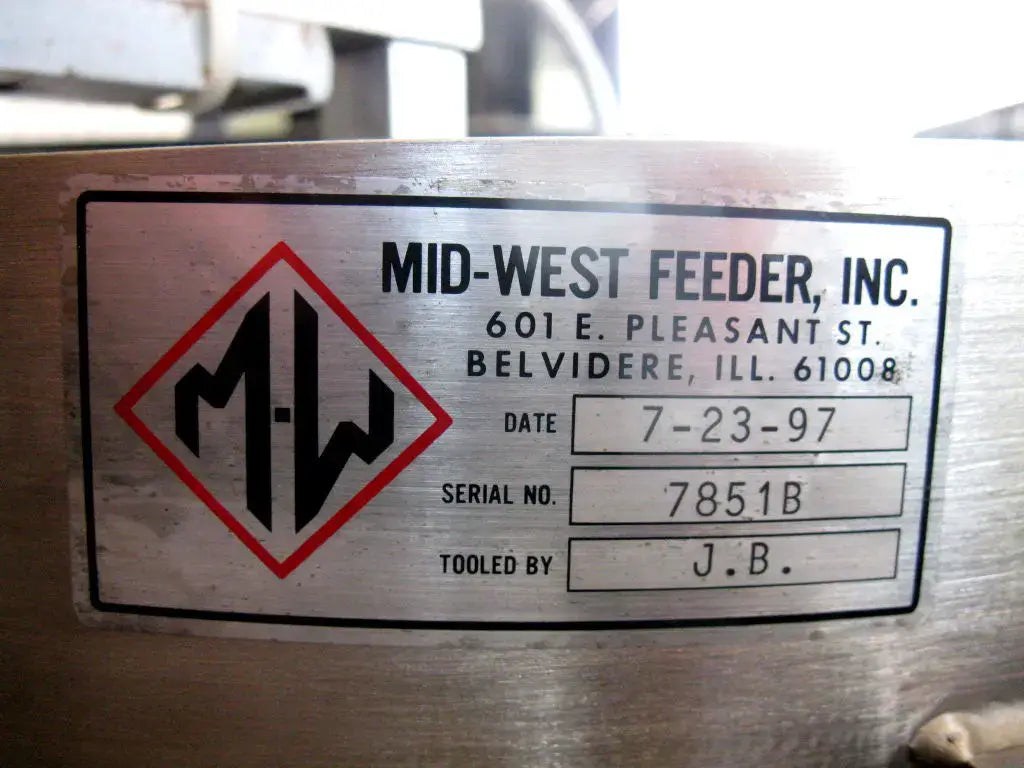 M-W
MID-WEST FEEDER, INC.
601 E. PLEASANT ST.
BELVIDERE, ILL. 61008
DATE 7-23-97
SERIAL NO. 7851B
TOOLED BY J.B.